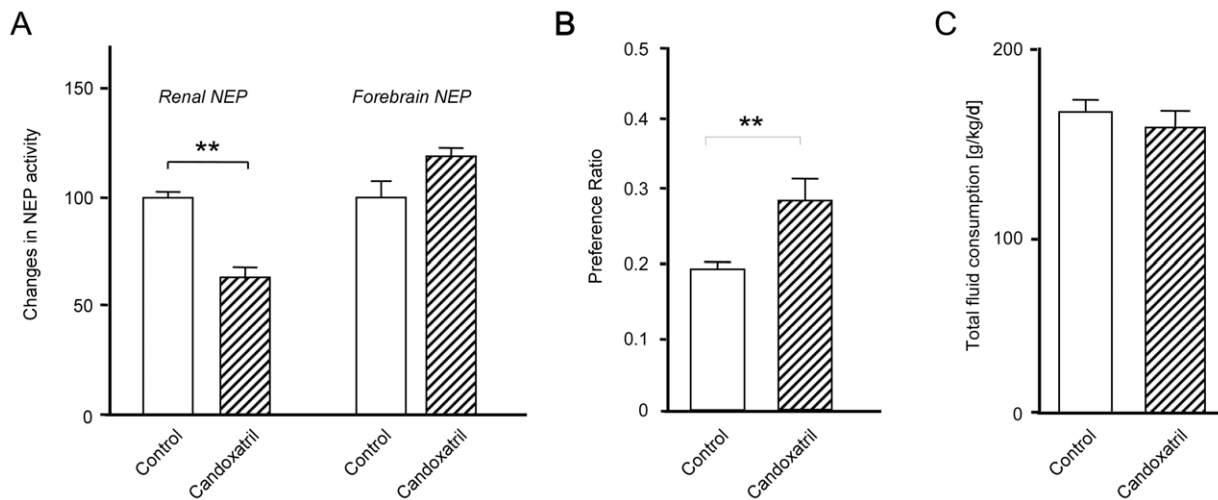 A
Changes in NEP activity
150
100
50
0
Renal NEP
Forebrain NEP
**
Control
Candoxatril
Control
Candoxatril
B
Preference Ratio
0.5
0.4
0.3
0.2
0.1
0
**
Control
Candoxatril
C
Total fluid consumption [g/kg/d]
200
100
0
Control
Candoxatril